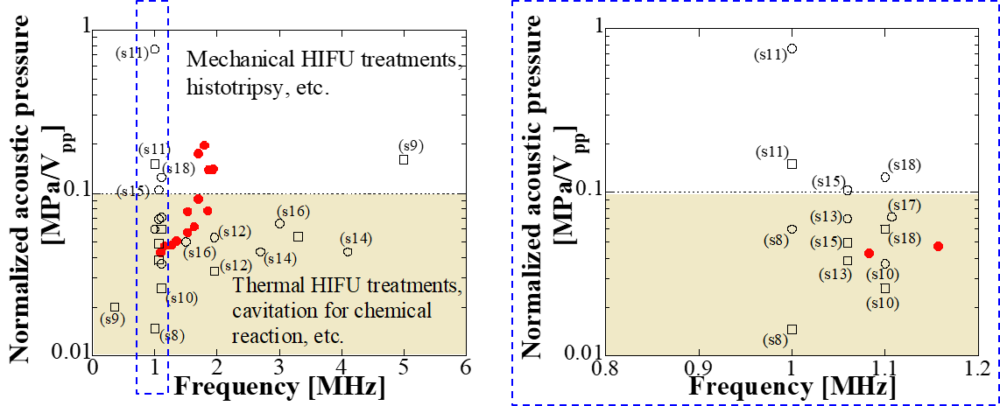 Normalized acoustic pressure
[MPa/Vpp]
1
0.1
0.01
(s11)
Mechanical HIFU treatments,
histotripsy, etc.
(s11)
(s9)
(s18)
(s15)
(s16)
(s12)
(s14)
(s16)
(s14)
(s12)
Thermal HIFU treatments,
cavitation for chemical
reaction, etc.
(s10)
(s9)
(s8)
0 1 2 3 4 5 6
Frequency [MHz]
Normalized acoustic pressure
[MPa/Vpp]
1
0.1
0.01
(s11)
(s11)
(s18)
(s15)
(s17)
(s13)
(s8)
(s15)
(s18)
(s13)
(s10)
(s10)
(s8)
0.8 0.9 1 1.1 1.2
Frequency [MHz]